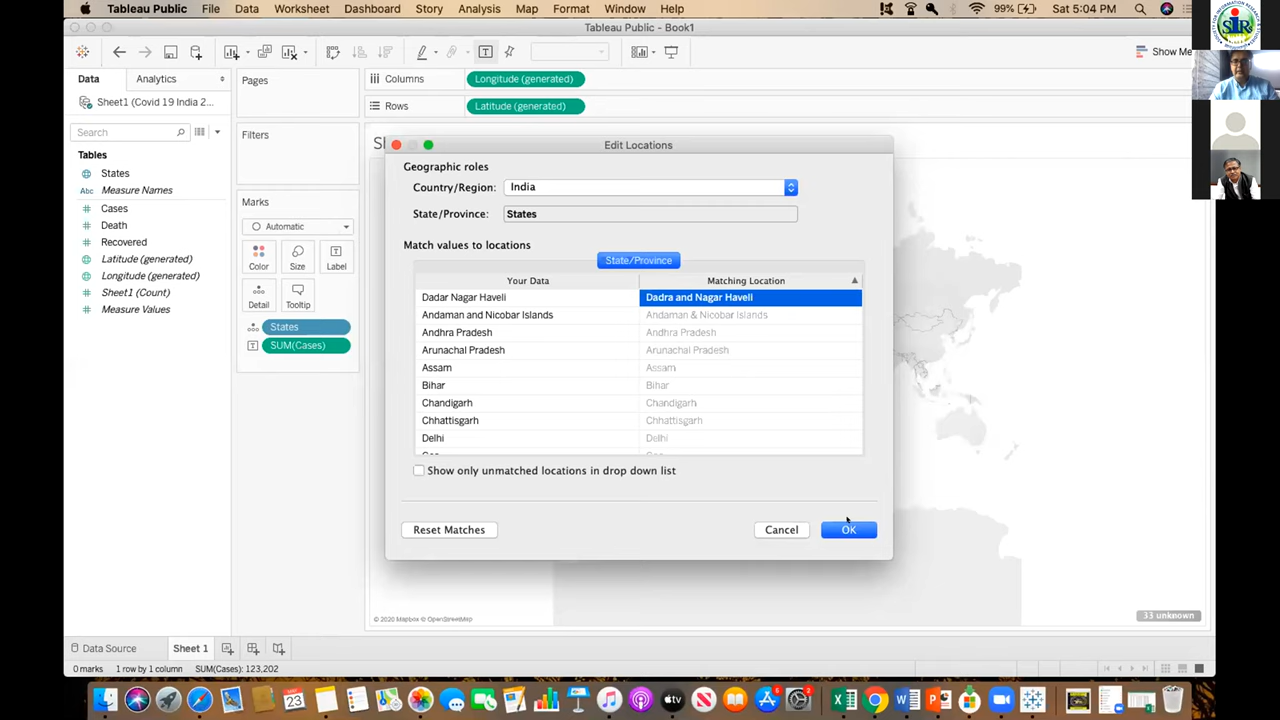 Tableau Public File Data Worksheet Dashboard Story Analysis Map Format Window Help 99% Sat 5:04 PM
Tableau Public - Book1
Show Me
Data Analytics
Pages
Columns Longitude (generated)
Sheet1 (Covid 19 India 2...
Rows Latitude (generated)
Search
Filters
Tables
States
Abc Measure Names
Cases
Death
Recovered
Latitude (generated)
Longitude (generated)
Sheet1 (Count)
Measure Values
Marks
Automatic
Color Size Label
Detail Tooltip
States
SUM(Cases)
Edit Locations
Geographic roles
Country/Region: India
State/Province: States
Match values to locations
State/Province
Your Data Matching Location
Dadar Nagar Haveli Dadra and Nagar Haveli
Andaman and Nicobar Islands Andaman & Nicobar Islands
Andhra Pradesh Andhra Pradesh
Arunachal Pradesh Arunachal Pradesh
Assam Assam
Bihar Bihar
Chandigarh Chandigarh
Chhattisgarh Chhattisgarh
Delhi Delhi
Show only unmatched locations in drop down list
Reset Matches Cancel OK
© 2020 Mapbox © OpenStreetMap
33 unknown
Data Source Sheet 1
0 marks 1 row by 1 column SUM(Cases): 123,202